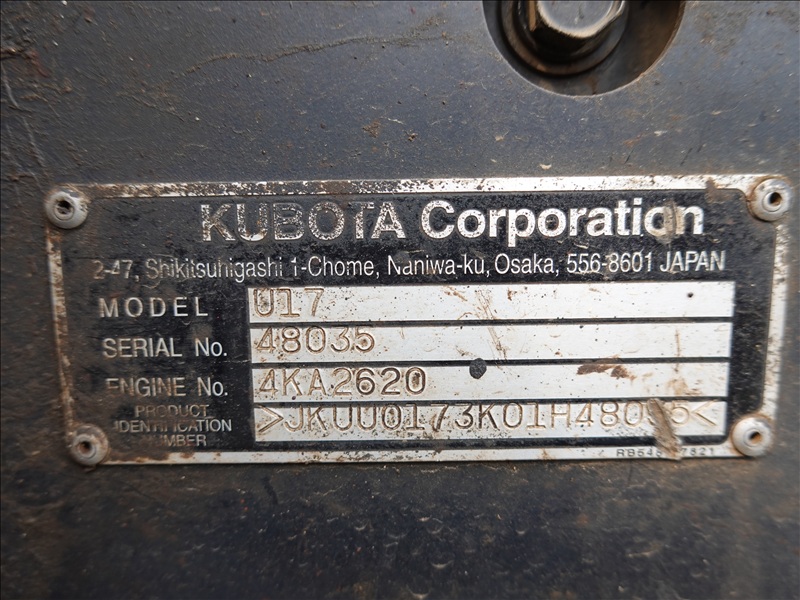 KUBOTA Corporation
2-47, Shikitsuhigashi 1-Chome, Naniwa-ku, Osaka, 556-8601 JAPAN
MODEL U17
SERIAL No. 48035
ENGINE No. 4KA2620
PRODUCT
IDENTIFICATION
NUMBER
>JKUU0173K01H48035<